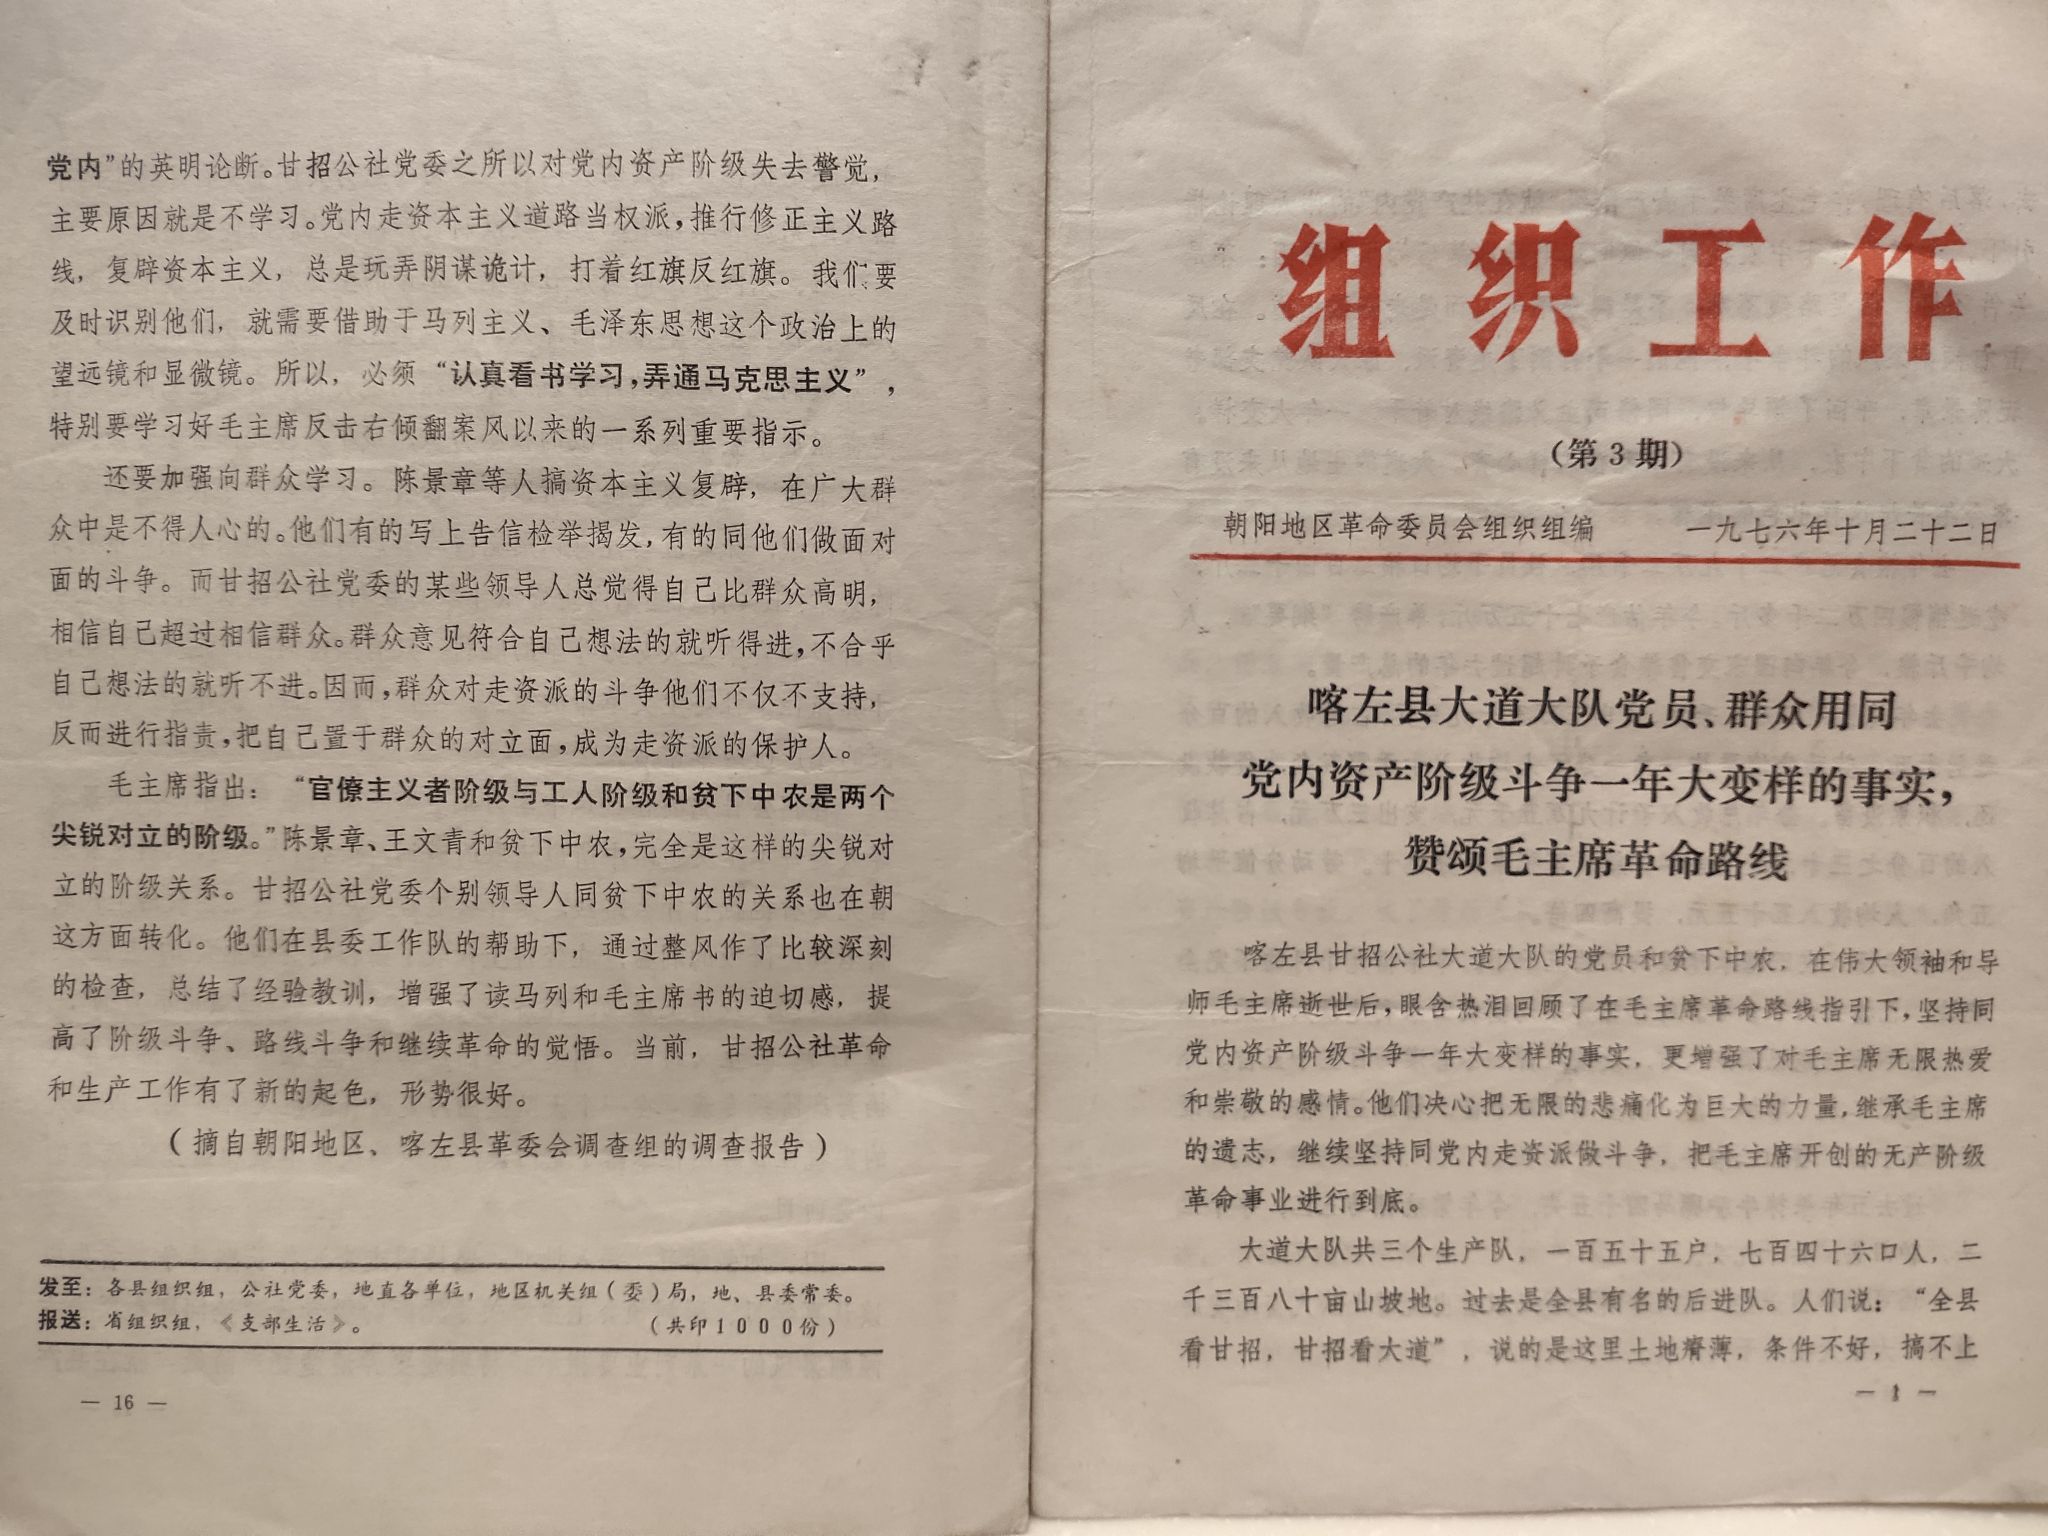 党内”的英明论断。甘招公社党委之所以对党内资产阶级失去警觉，
主要原因就是不学习。党内走资本主义道路当权派，推行修正主义路
线，复辟资本主义，总是玩弄阴谋诡计，打着红旗反红旗。我们要
及时识别他们，就需要借助于马列主义、毛泽东思想这个政治上的
望远镜和显微镜。所以，必须“认真看书学习，弄通马克思主义”，
特别要学习好毛主席反击右倾翻案风以来的一系列重要指示。
还要加强向群众学习。陈景章等人搞资本主义复辟，在广大群
众中是不得人心的。他们有的写上告信检举揭发，有的同他们做面对
面的斗争。而甘招公社党委的某些领导人总觉得自己比群众高明，
相信自己超过相信群众。群众意见符合自己想法的就听得进，不合乎
自己想法的就听不进。因而，群众对走资派的斗争他们不仅不支持，
反而进行指责，把自己置于群众的对立面，成为走资派的保护人。
毛主席指出：“官僚主义者阶级与工人阶级和贫下中农是两个
尖锐对立的阶级。”陈景章、王文青和贫下中农，完全是这样的尖锐对
立的阶级关系。甘招公社党委个别领导人同贫下中农的关系也在朝
这方面转化。他们在县委工作队的帮助下，通过整风作了比较深刻
的检查，总结了经验教训，增强了读马列和毛主席书的迫切感，提
高了阶级斗争、路线斗争和继续革命的觉悟。当前，甘招公社革命
和生产工作有了新的起色，形势很好。
（摘自朝阳地区、喀左县革委会调查组的调查报告）
发至：各县组织组，公社党委，地直各单位，地区机关组（委）局，地、县委常委。
报送：省组织组，《支部生活》。（共印1000份）
— 16 —
组织工作
（第3期）
朝阳地区革命委员会组织组编 一九七六年十月二十二日
喀左县大道大队党员、群众用同
党内资产阶级斗争一年大变样的事实，
赞颂毛主席革命路线
喀左县甘招公社大道大队的党员和贫下中农，在伟大领袖和导
师毛主席逝世后，眼含热泪回顾了在毛主席革命路线指引下，坚持同
党内资产阶级斗争一年大变样的事实，更增强了对毛主席无限热爱
和崇敬的感情。他们决心把无限的悲痛化为巨大的力量，继承毛主席
的遗志，继续坚持同党内走资派做斗争，把毛主席开创的无产阶级
革命事业进行到底。
大道大队共三个生产队，一百五十五户，七百四十六口人，二
千三百八十亩山坡地。过去是全县有名的后进队。人们说：“全县
看甘招，甘招看大道”，说的是这里土地瘠薄，条件不好，搞不上
— 1 —